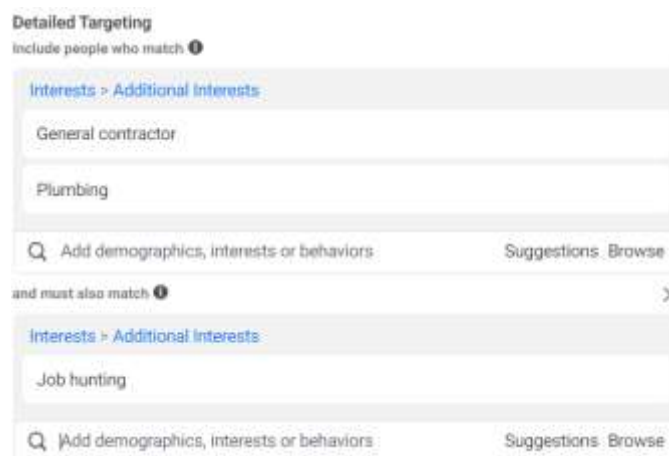 Detailed Targeting
Include people who match
Interests > Additional Interests
General contractor
Plumbing
Add demographics, interests or behaviors Suggestions Browse
and must also match
Interests > Additional Interests
Job hunting
Add demographics, interests or behaviors Suggestions Browse